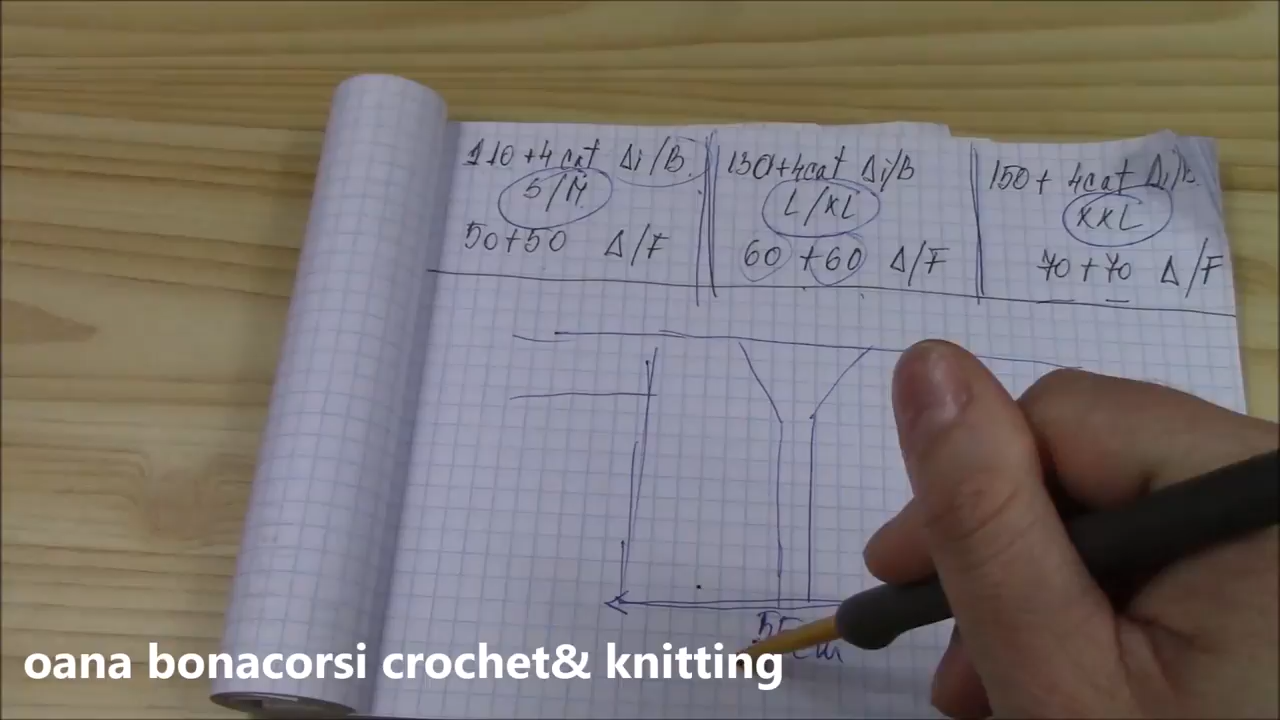 110 + 4 cat Δi/B.
S/M
50+50 Δ/F
130+4cat Δi/B
L/XL
60 + 60 Δ/F
150 + 4cat Δi/B.
XXL
70 + 70 Δ/F
cm
oana bonacorsi crochet& knitting